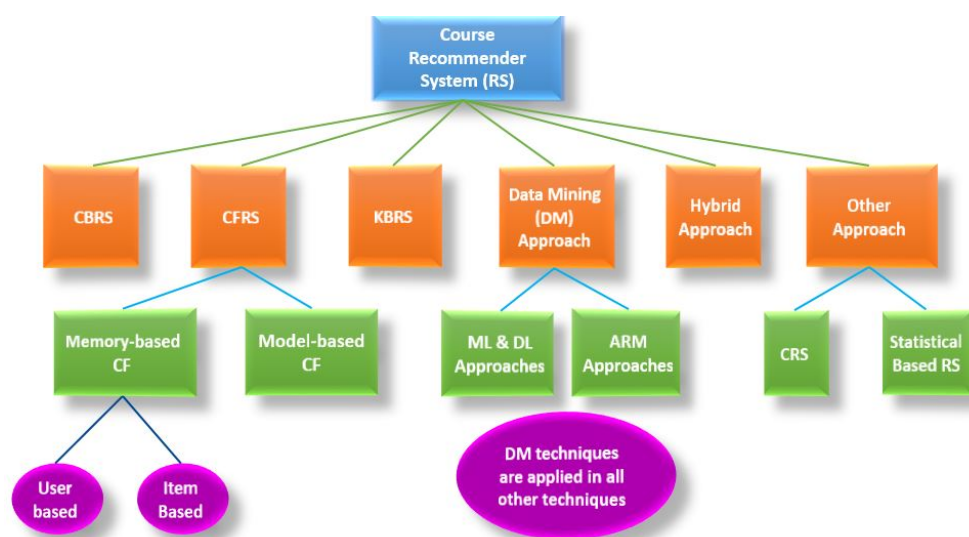 Course
Recommender
System (RS)
CBRS
CFRS
KBRS
Data Mining
(DM)
Approach
Hybrid
Approach
Other
Approach
Memory-based
CF
Model-based
CF
ML & DL
Approaches
ARM
Approaches
CRS
Statistical
Based RS
User
based
Item
Based
DM techniques
are applied in all
other techniques